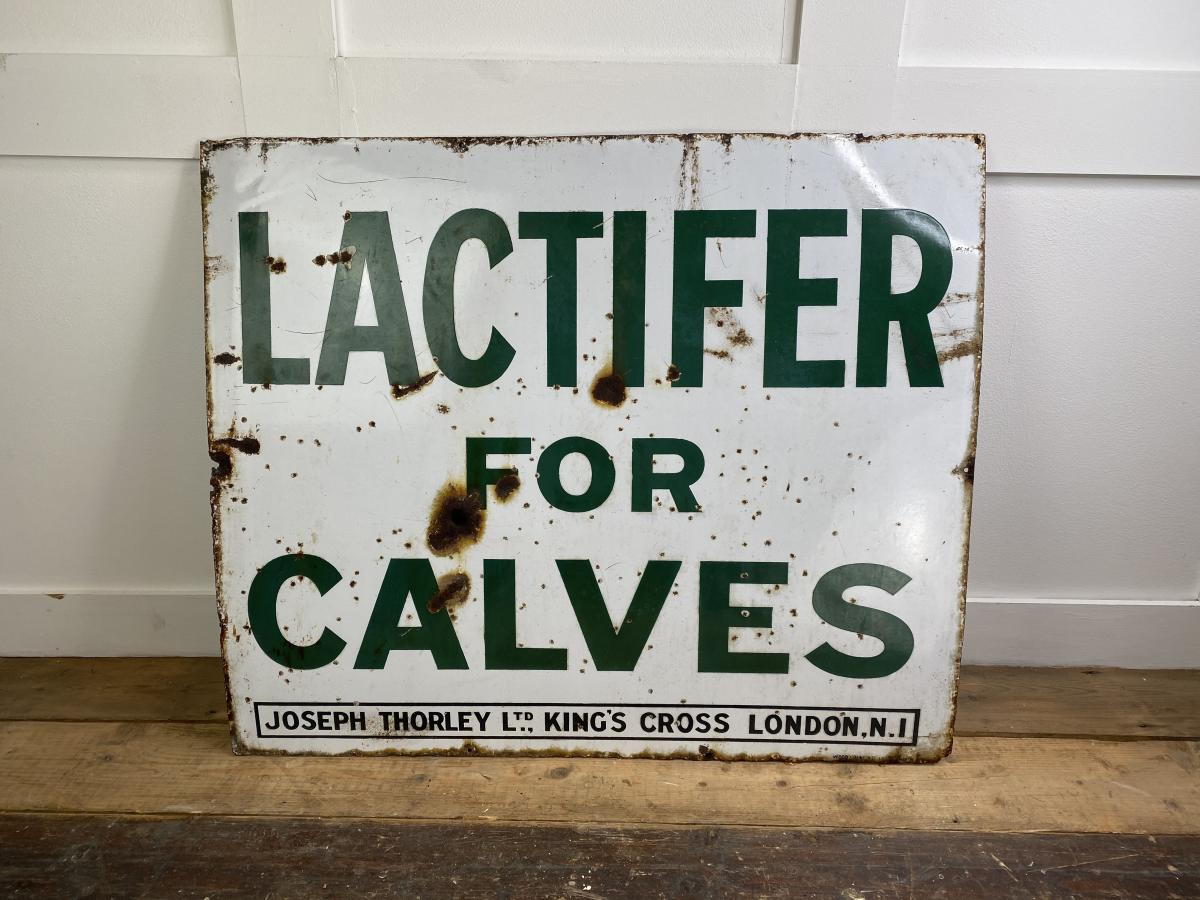 LACTIFER
FOR
CALVES
JOSEPH THORLEY LTD., KING'S CROSS LONDON, N.1